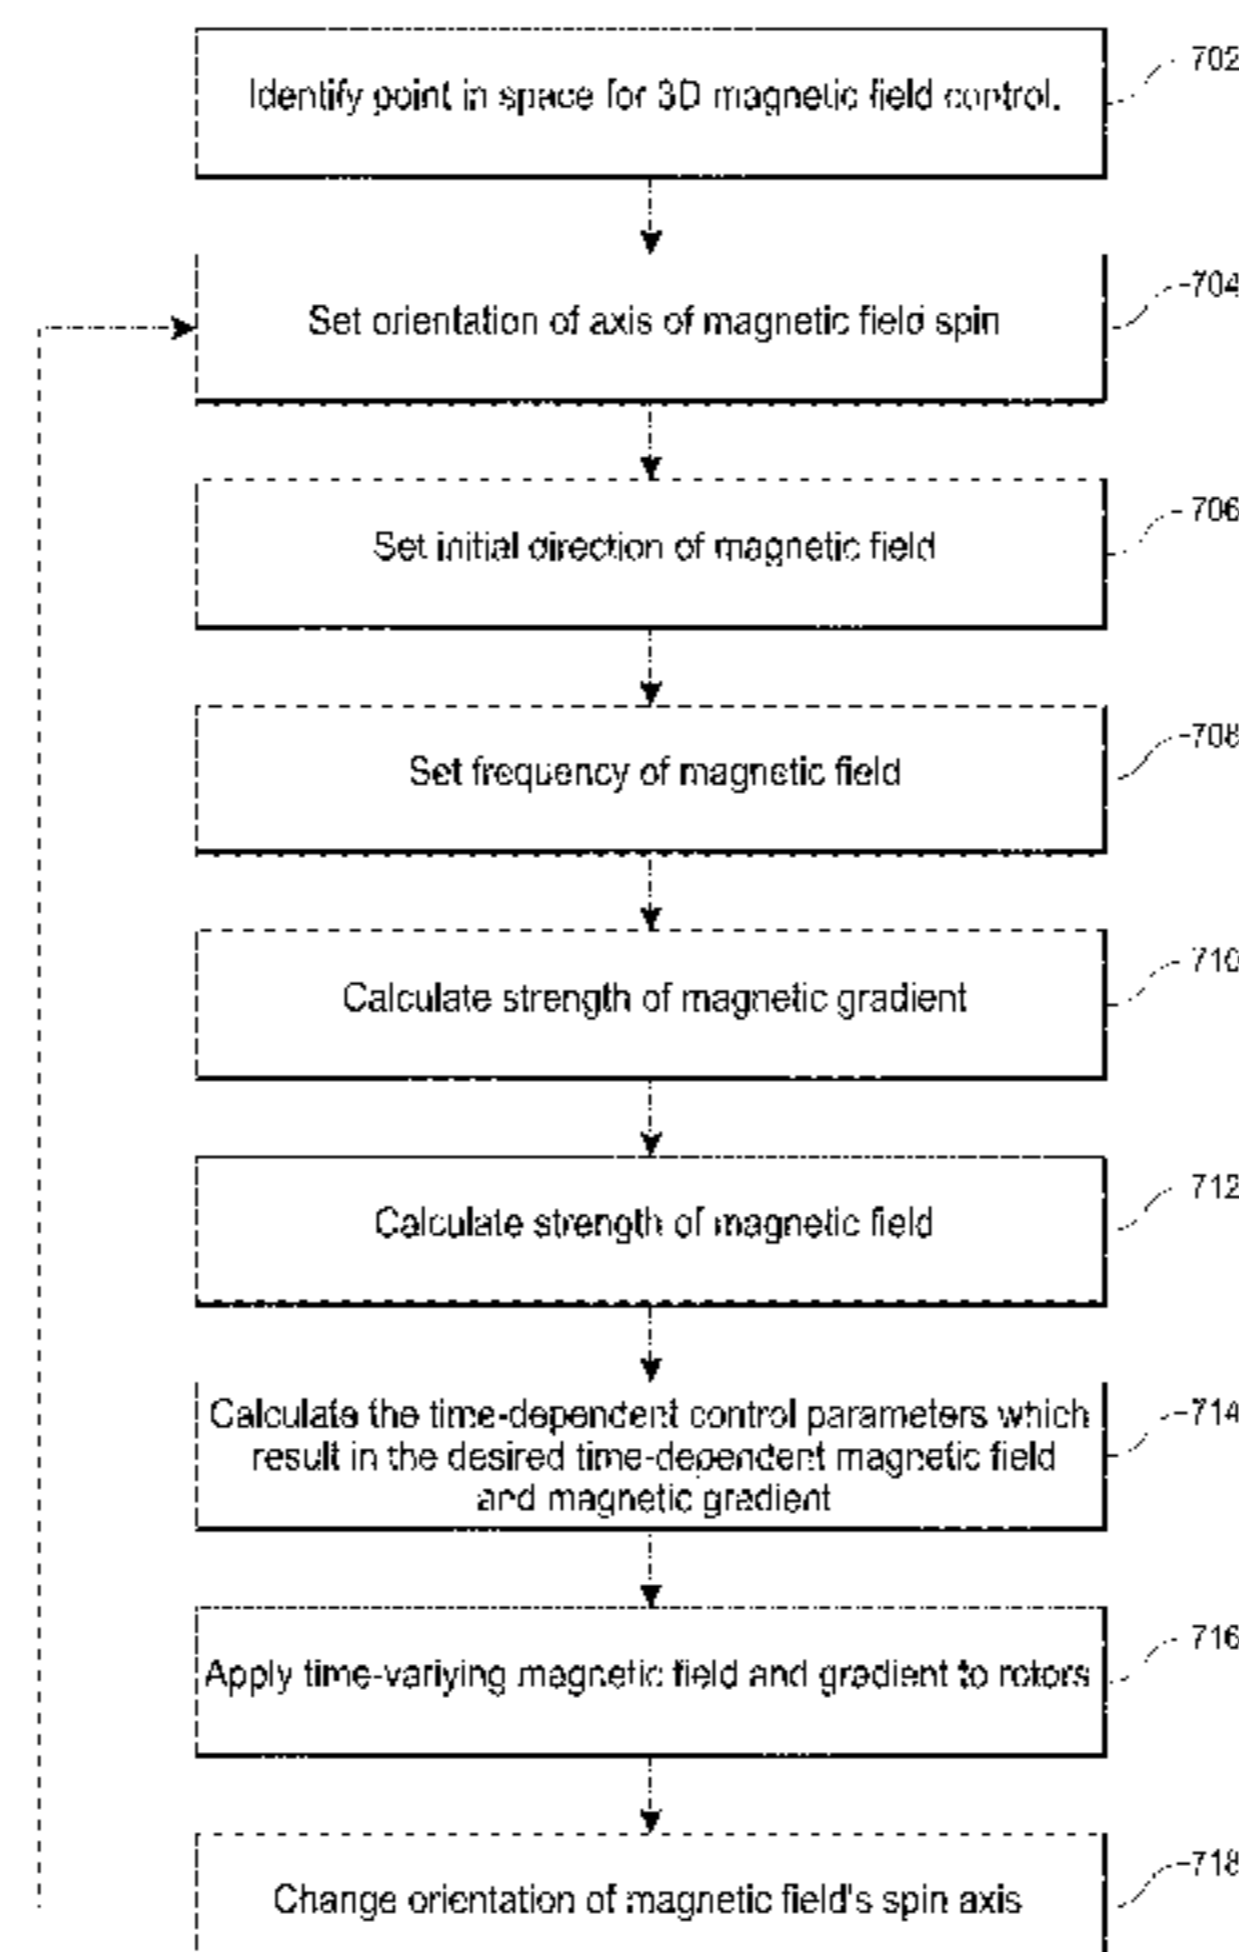 Identify point in space for 3D magnetic field control.
702
Set orientation of axis of magnetic field spin
704
Set initial direction of magnetic field
706
Set frequency of magnetic field
708
Calculate strength of magnetic gradient
710
Calculate strength of magnetic field
712
Calculate the time-dependent control parameters which
result in the desired time-dependent magnetic field
and magnetic gradient
714
Apply time-variying magnetic field and gradient to rotors
716
Change orientation of magnetic field's spin axis
718